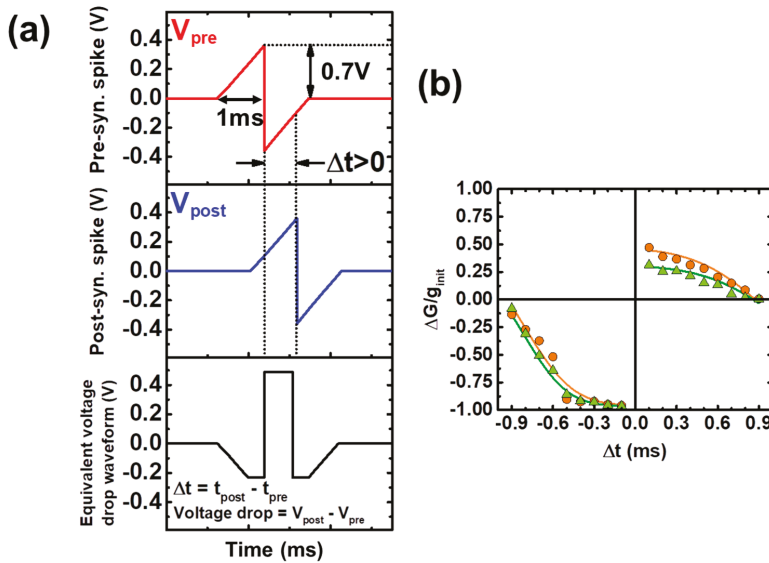 (a)
Pre-syn. spike (V)
0.4
0.2
0.0
-0.2
-0.4
Vpre
0.7V
1ms
Δt>0
Post-syn. spike (V)
0.4
0.2
0.0
-0.2
-0.4
Vpost
Equivalent voltage
drop waveform (V)
0.4
0.2
0.0
-0.2
-0.4
Δt = tpost - tpre
Voltage drop = Vpost - Vpre
Time (ms)
(b)
ΔG/ginit
1.00
0.75
0.50
0.25
0.00
-0.25
-0.50
-0.75
-1.00
-0.9 -0.6 -0.3 0.0 0.3 0.6 0.9
Δt (ms)